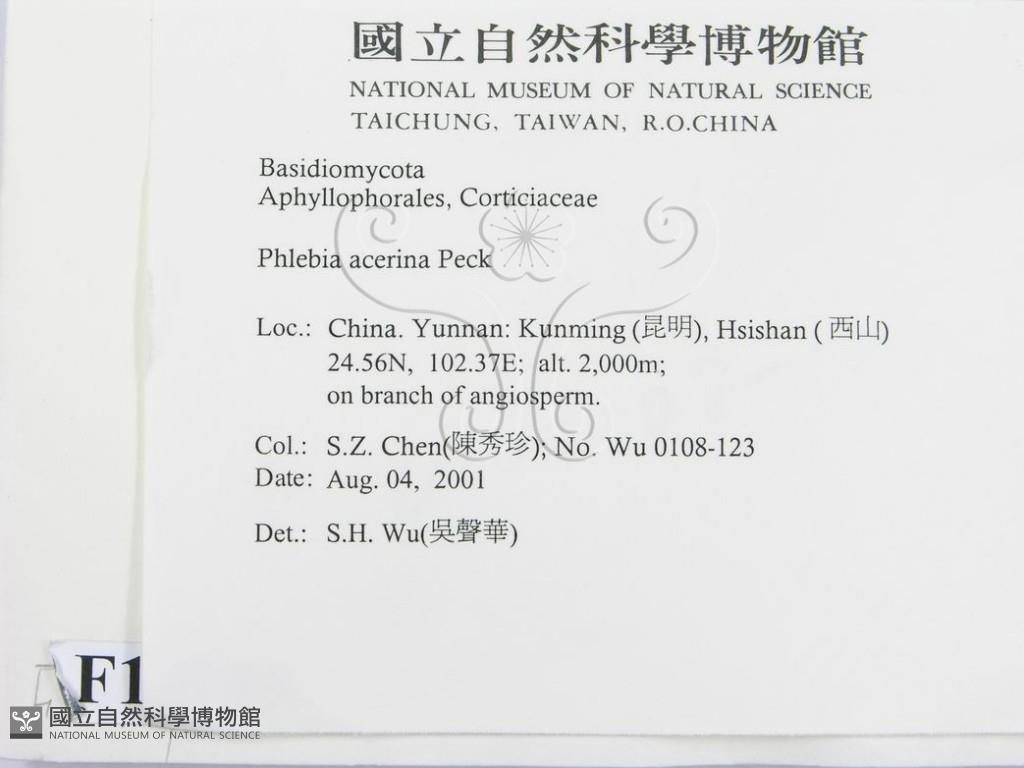 國立自然科學博物館
NATIONAL MUSEUM OF NATURAL SCIENCE
TAICHUNG, TAIWAN, R.O.CHINA
Basidiomycota
Aphyllophorales, Corticiaceae
Phlebia acerina Peck
Loc.: China. Yunnan: Kunming (昆明), Hsishan ( 西山)
24.56N, 102.37E; alt. 2,000m;
on branch of angiosperm.
Col.: S.Z. Chen(陳秀珍); No. Wu 0108-123
Date: Aug. 04, 2001
Det.: S.H. Wu(吳聲華)
F1
國立自然科學博物館
NATIONAL MUSEUM OF NATURAL SCIENCE